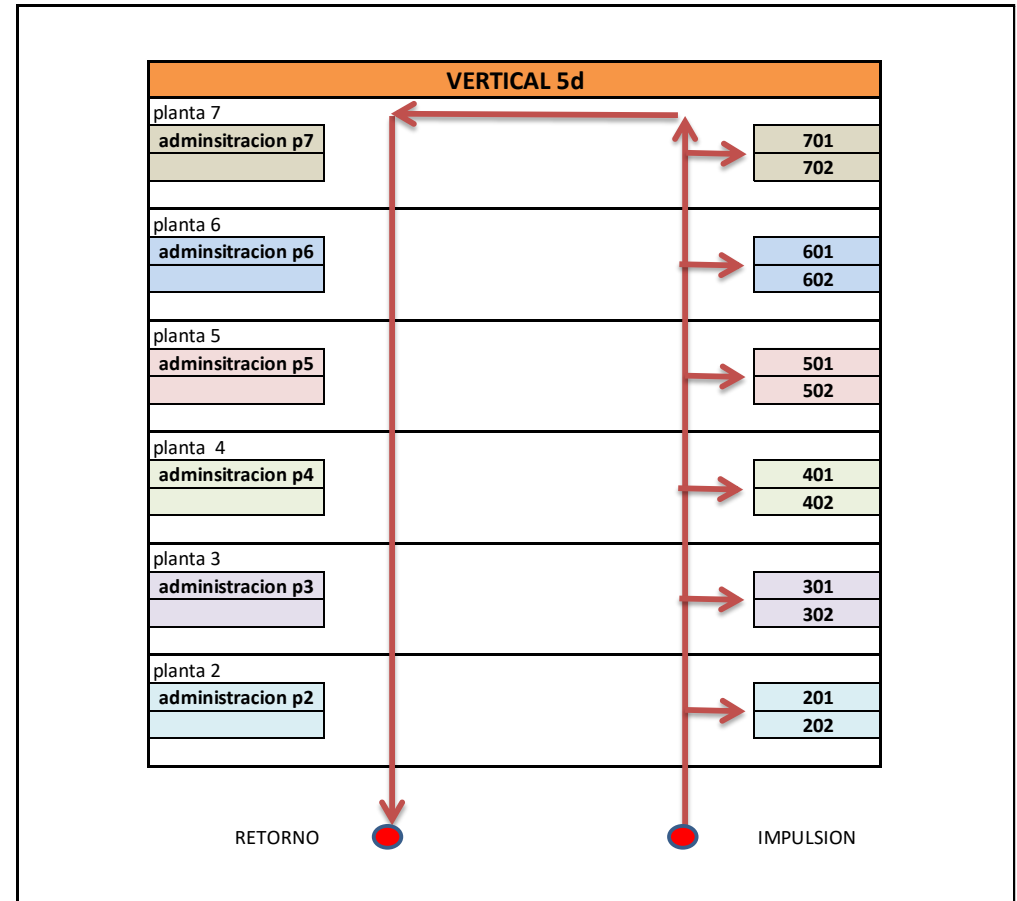 VERTICAL 5d
planta 7
adminsitracion p7
701
702
planta 6
adminsitracion p6
601
602
planta 5
adminsitracion p5
501
502
planta  4
adminsitracion p4
401
402
planta 3
administracion p3
301
302
planta 2
administracion p2
201
202
RETORNO
IMPULSION